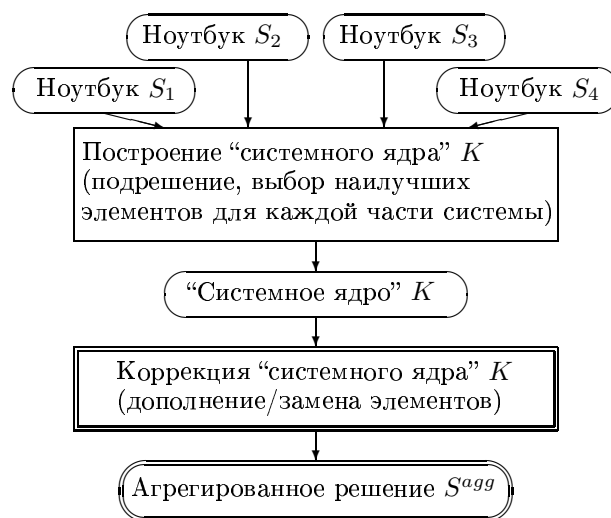 Ноутбук S₂
Ноутбук S₃
Ноутбук S₁
Ноутбук S₄
Построение “системного ядра” K
(подрешение, выбор наилучших
элементов для каждой части системы)
“Системное ядро” K
Коррекция “системного ядра” K
(дополнение/замена элементов)
Агрегированное решение Sᵃᵍᵍ